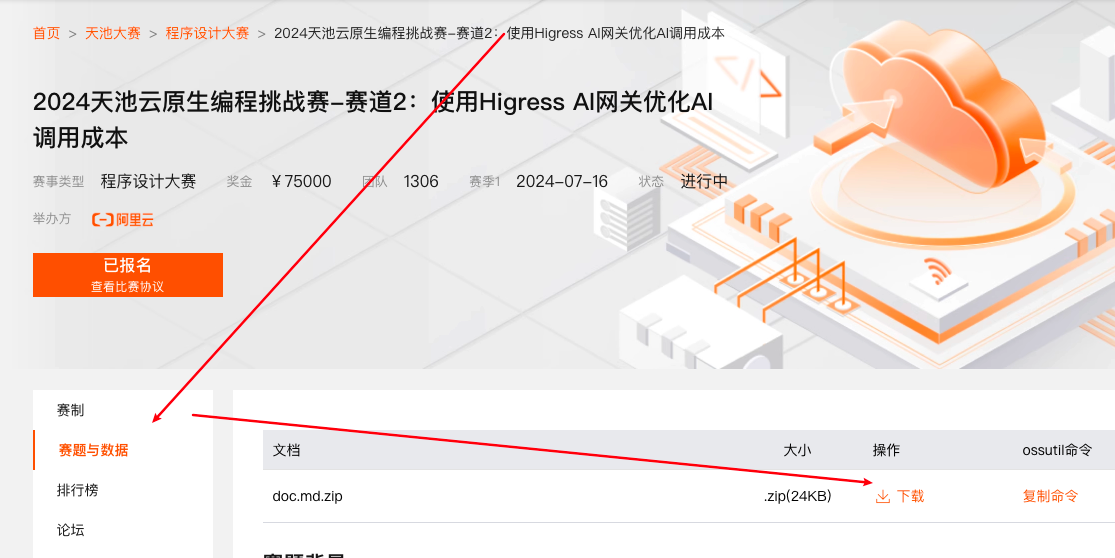 首页 > 天池大赛 > 程序设计大赛 > 2024天池云原生编程挑战赛-赛道2：使用Higress AI网关优化AI调用成本
2024天池云原生编程挑战赛-赛道2：使用Higress AI网关优化AI
调用成本
赛事类型 程序设计大赛 奖金 ¥75000 团队 1306 赛季1 2024-07-16 状态 进行中
举办方 阿里云
已报名
查看比赛协议
赛制
赛题与数据
排行榜
论坛
文档 大小 操作 ossutil命令
doc.md.zip .zip(24KB) 下载 复制命令
赛题背景